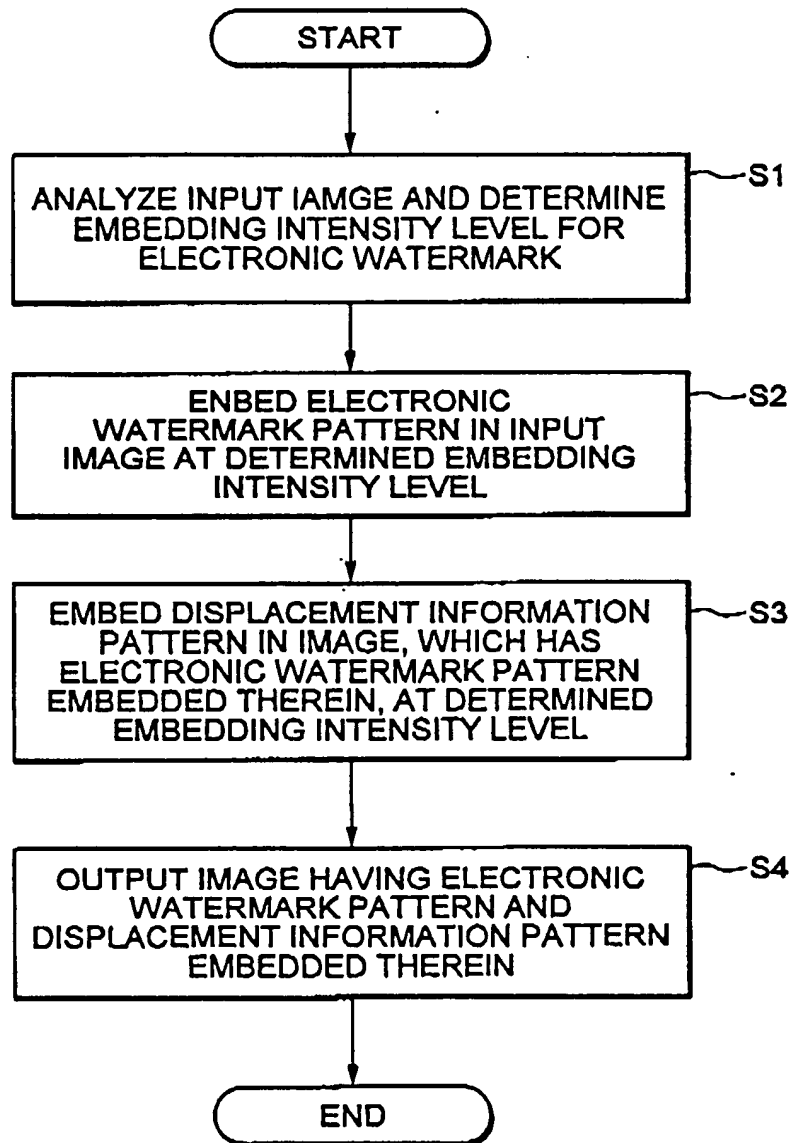 START
ANALYZE INPUT IAMGE AND DETERMINE
EMBEDDING INTENSITY LEVEL FOR
ELECTRONIC WATERMARK
S1
ENBED ELECTRONIC
WATERMARK PATTERN IN INPUT
IMAGE AT DETERMINED EMBEDDING
INTENSITY LEVEL
S2
EMBED DISPLACEMENT INFORMATION
PATTERN IN IMAGE, WHICH HAS
ELECTRONIC WATERMARK PATTERN
EMBEDDED THEREIN, AT DETERMINED
EMBEDDING INTENSITY LEVEL
S3
OUTPUT IMAGE HAVING ELECTRONIC
WATERMARK PATTERN AND
DISPLACEMENT INFORMATION PATTERN
EMBEDDED THEREIN
S4
END